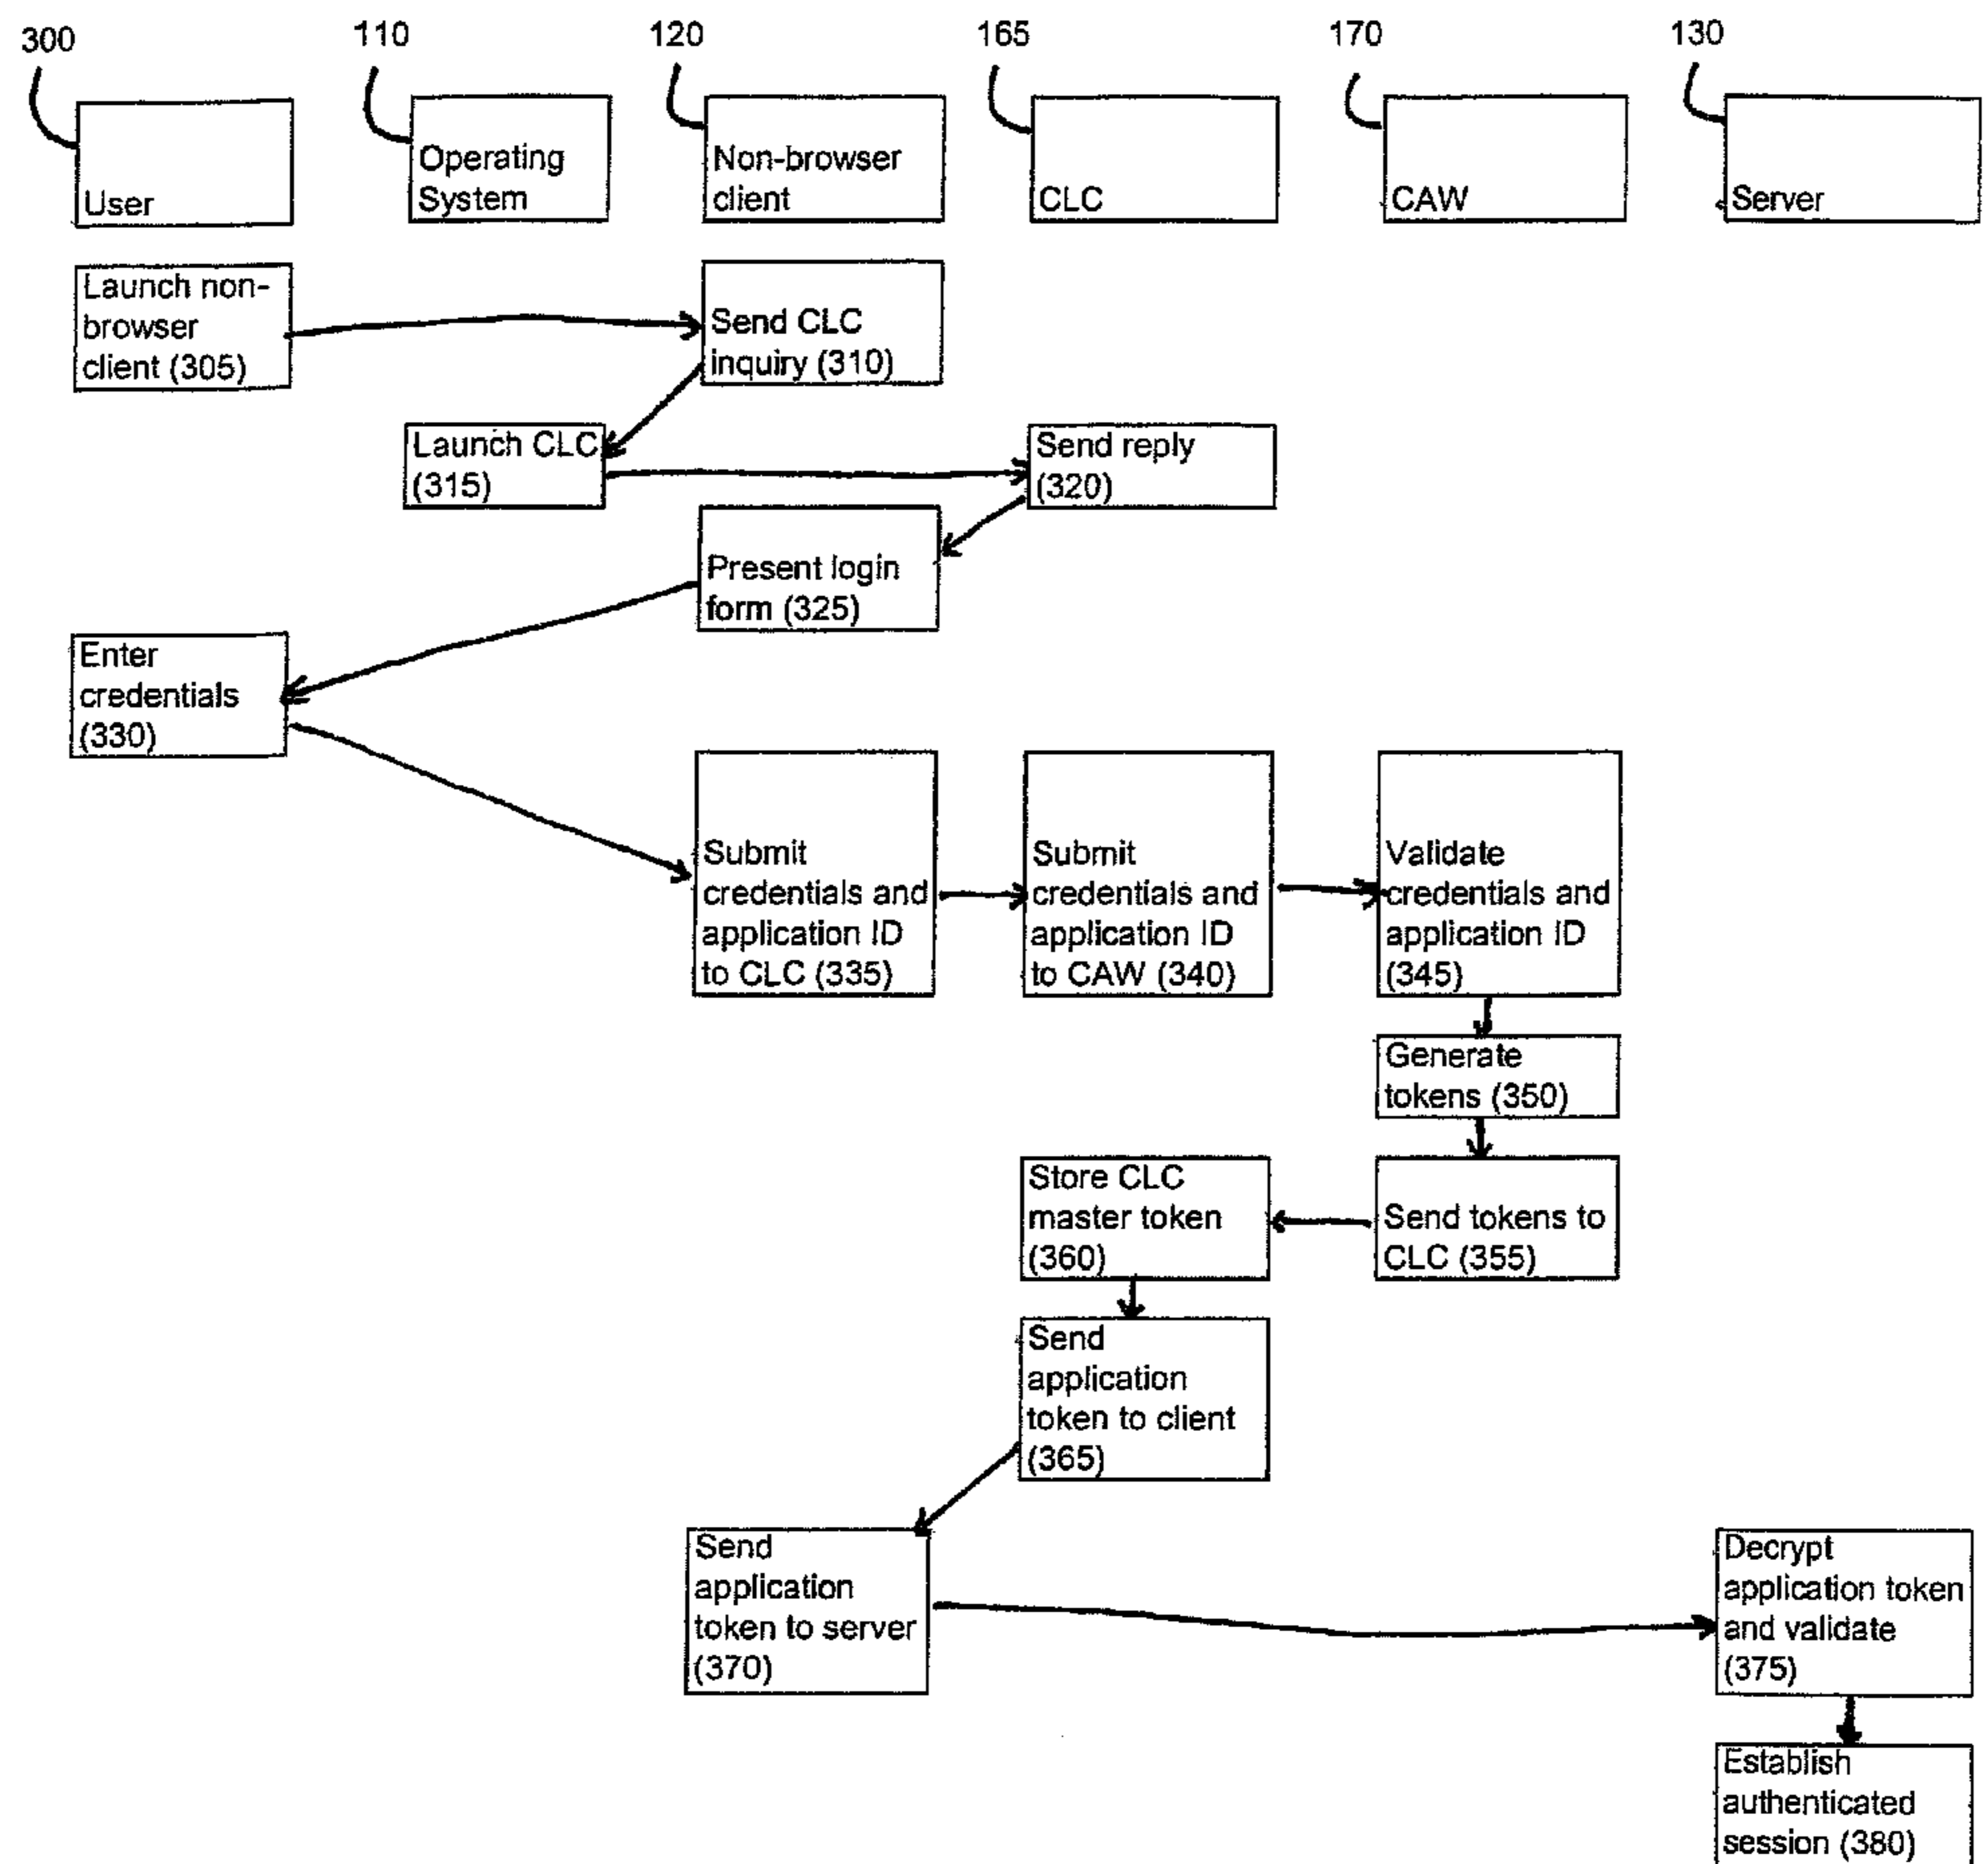 300
110
120
165
170
130
User
Operating
System
Non-browser
client
CLC
CAW
Server
Launch non-
browser
client (305)
Send CLC
inquiry (310)
Launch CLC
(315)
Send reply
(320)
Present login
form (325)
Enter
credentials
(330)
Submit
credentials and
application ID
to CLC (335)
Submit
credentials and
application ID
to CAW (340)
Validate
credentials and
application ID
(345)
Generate
tokens (350)
Send tokens to
CLC (355)
Store CLC
master token
(360)
Send
application
token to client
(365)
Send
application
token to server
(370)
Decrypt
application token
and validate
(375)
Establish
authenticated
session (380)